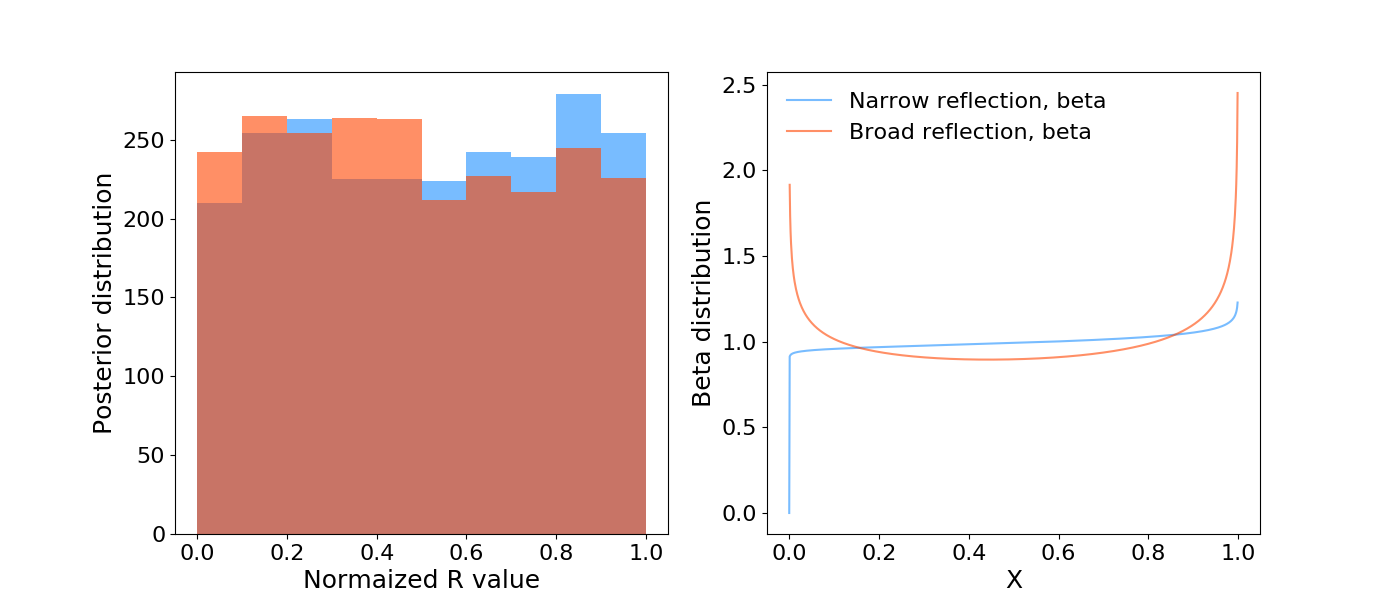 Posterior distribution
250
200
150
100
50
0
0.0 0.2 0.4 0.6 0.8 1.0
Normaized R value
Beta distribution
2.5
2.0
1.5
1.0
0.5
0.0
Narrow reflection, beta
Broad reflection, beta
0.0 0.2 0.4 0.6 0.8 1.0
X